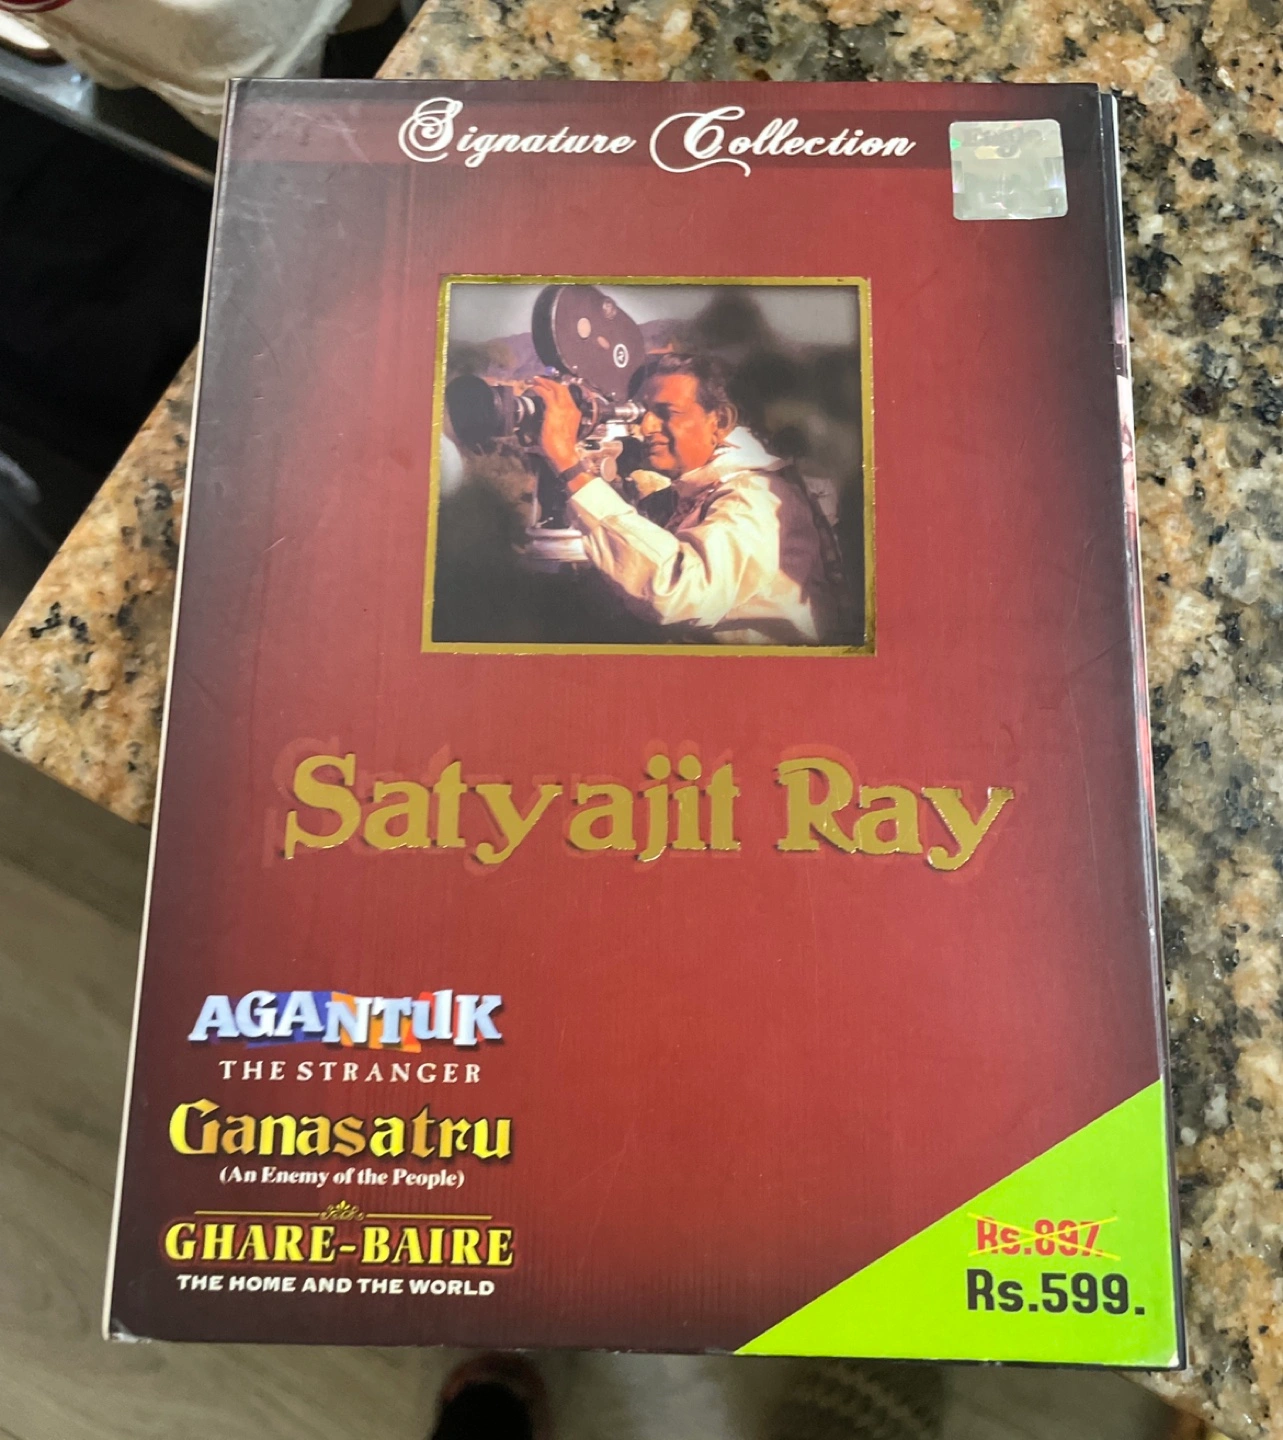 Signature Collection
Satyajit Ray
AGANTUK
THE STRANGER
Ganasatru
(An Enemy of the People)
GHARE-BAIRE
THE HOME AND THE WORLD
Rs.897.
Rs.599.